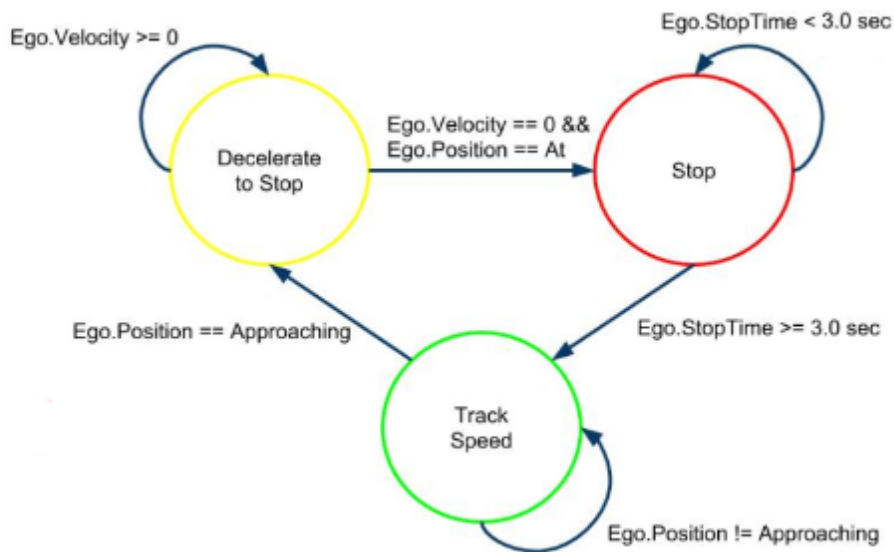 Ego.Velocity >= 0
Ego.StopTime < 3.0 sec
Decelerate
to Stop
Ego.Velocity == 0 &&
Ego.Position == At
Stop
Ego.Position == Approaching
Ego.StopTime >= 3.0 sec
Track
Speed
Ego.Position != Approaching